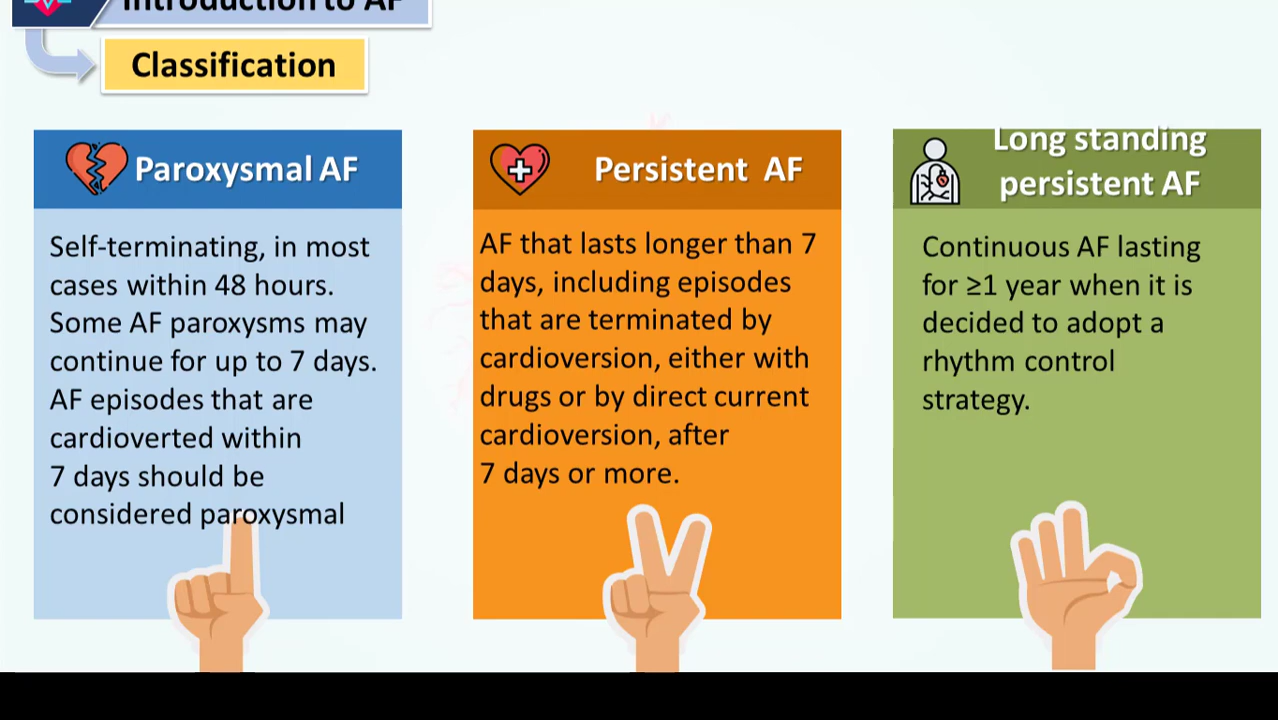 Introduction to AF
Classification
Paroxysmal AF
Self-terminating, in most
cases within 48 hours.
Some AF paroxysms may
continue for up to 7 days.
AF episodes that are
cardioverted within
7 days should be
considered paroxysmal
Persistent AF
AF that lasts longer than 7
days, including episodes
that are terminated by
cardioversion, either with
drugs or by direct current
cardioversion, after
7 days or more.
Long standing
persistent AF
Continuous AF lasting
for ≥1 year when it is
decided to adopt a
rhythm control
strategy.